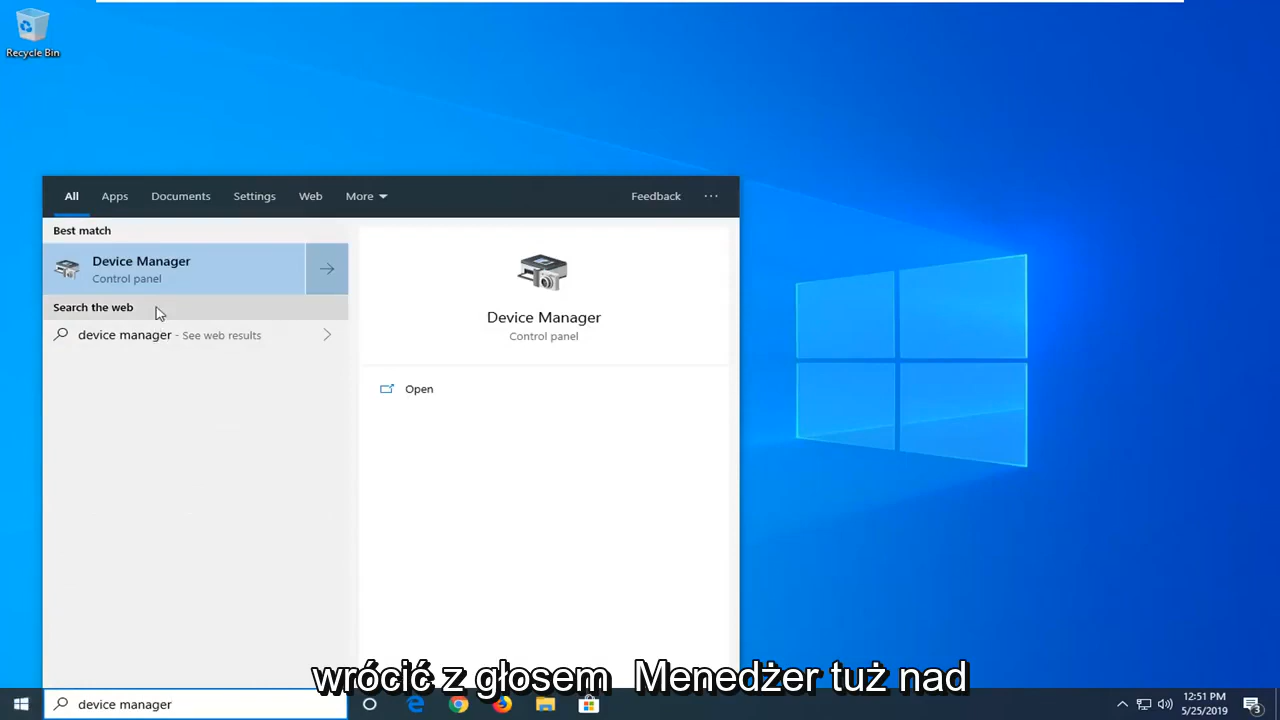 Recycle Bin
All Apps Documents Settings Web More Feedback ...
Best match
Device Manager
Control panel
Search the web
device manager - See web results
Device Manager
Control panel
Open
wrócić z głosem Menedżer tuż nad
device manager
12:51 PM
5/25/2019
3